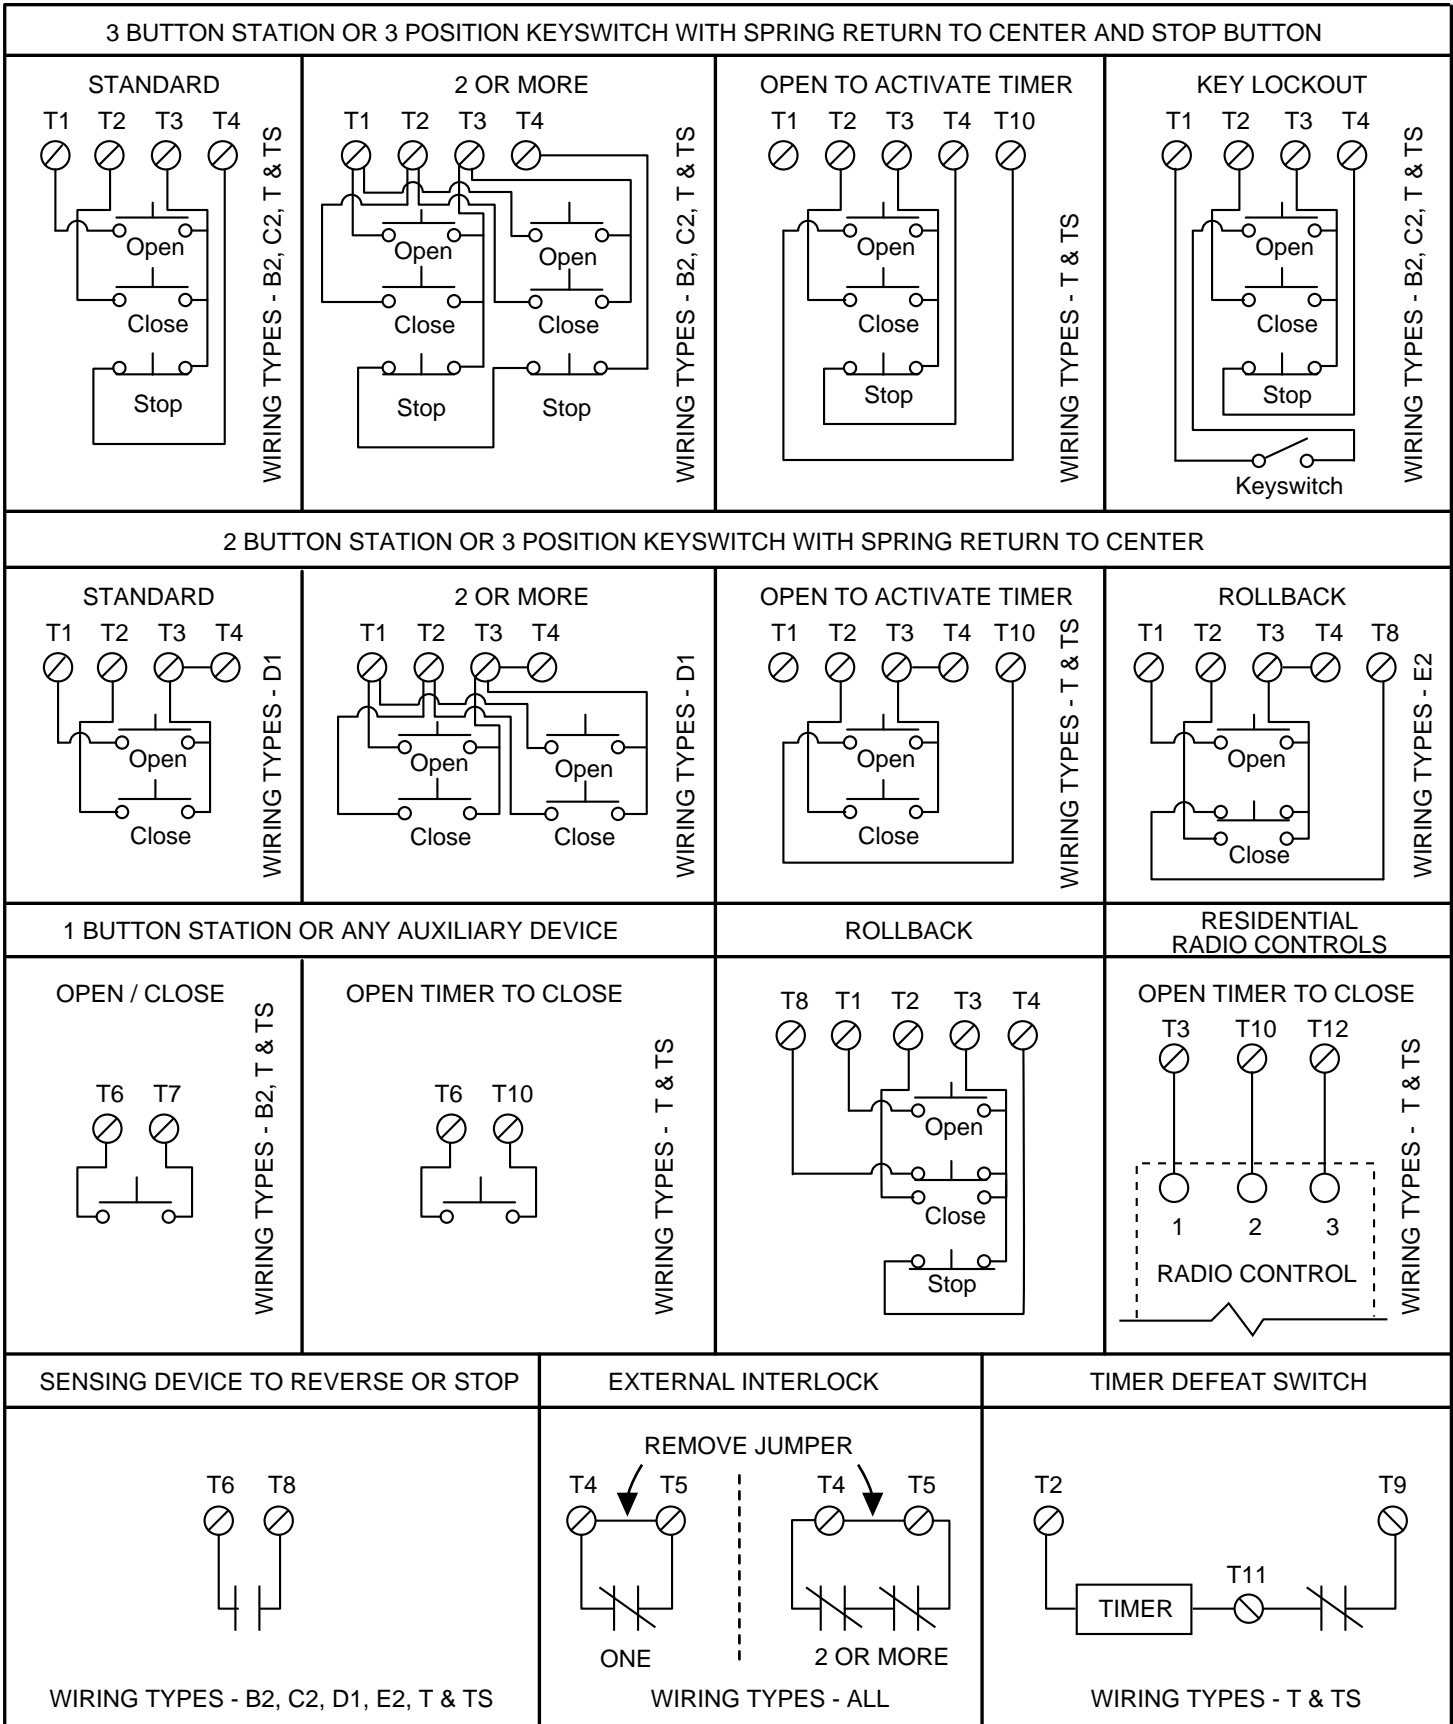 3 BUTTON STATION OR 3 POSITION KEYSWITCH WITH SPRING RETURN TO CENTER AND STOP BUTTON
STANDARD
T1 T2 T3 T4
Open
Close
Stop
WIRING TYPES - B2, C2, T & TS
2 OR MORE
T1 T2 T3 T4
Open Open
Close Close
Stop Stop
WIRING TYPES - B2, C2, T & TS
OPEN TO ACTIVATE TIMER
T1 T2 T3 T4 T10
Open
Close
Stop
WIRING TYPES - T & TS
KEY LOCKOUT
T1 T2 T3 T4
Open
Close
Stop
Keyswitch
WIRING TYPES - B2, C2, T & TS
2 BUTTON STATION OR 3 POSITION KEYSWITCH WITH SPRING RETURN TO CENTER
STANDARD
T1 T2 T3 T4
Open
Close
WIRING TYPES - D1
2 OR MORE
T1 T2 T3 T4
Open Open
Close Close
WIRING TYPES - D1
OPEN TO ACTIVATE TIMER
T1 T2 T3 T4 T10
Open
Close
WIRING TYPES - T & TS
ROLLBACK
T1 T2 T3 T4 T8
Open
Close
WIRING TYPES - E2
1 BUTTON STATION OR ANY AUXILIARY DEVICE
OPEN / CLOSE
T6 T7
WIRING TYPES - B2, T & TS
OPEN TIMER TO CLOSE
T6 T10
WIRING TYPES - T & TS
ROLLBACK
T8 T1 T2 T3 T4
Open
Close
Stop
RESIDENTIAL
RADIO CONTROLS
OPEN TIMER TO CLOSE
T3 T10 T12
1 2 3
RADIO CONTROL
WIRING TYPES - T & TS
SENSING DEVICE TO REVERSE OR STOP
T6 T8
WIRING TYPES - B2, C2, D1, E2, T & TS
EXTERNAL INTERLOCK
REMOVE JUMPER
T4 T5 T4 T5
ONE 2 OR MORE
WIRING TYPES - ALL
TIMER DEFEAT SWITCH
T2 T9
T11
TIMER
WIRING TYPES - T & TS